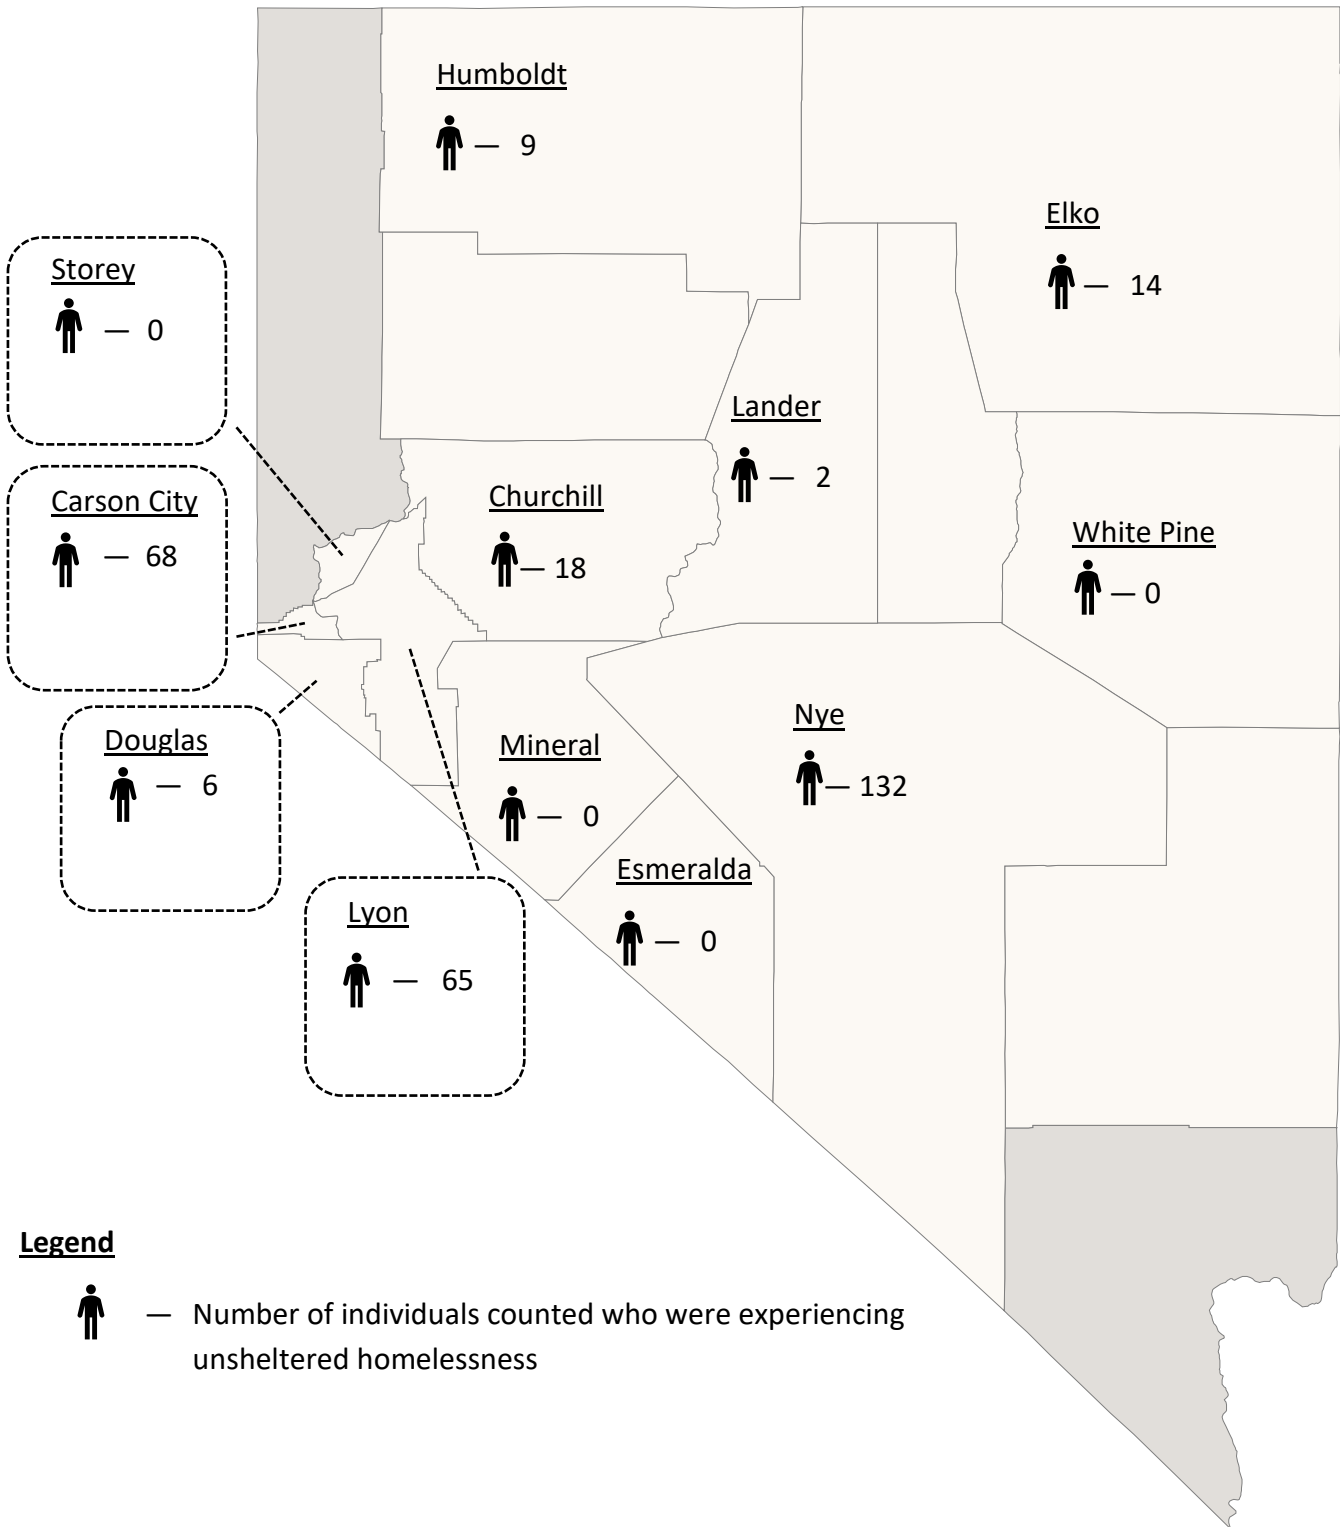 Humboldt
— 9
Elko
— 14
Storey
— 0
Lander
— 2
Carson City
— 68
Churchill
— 18
White Pine
— 0
Douglas
— 6
Mineral
— 0
Nye
— 132
Esmeralda
— 0
Lyon
— 65
Legend
— Number of individuals counted who were experiencing
unsheltered homelessness